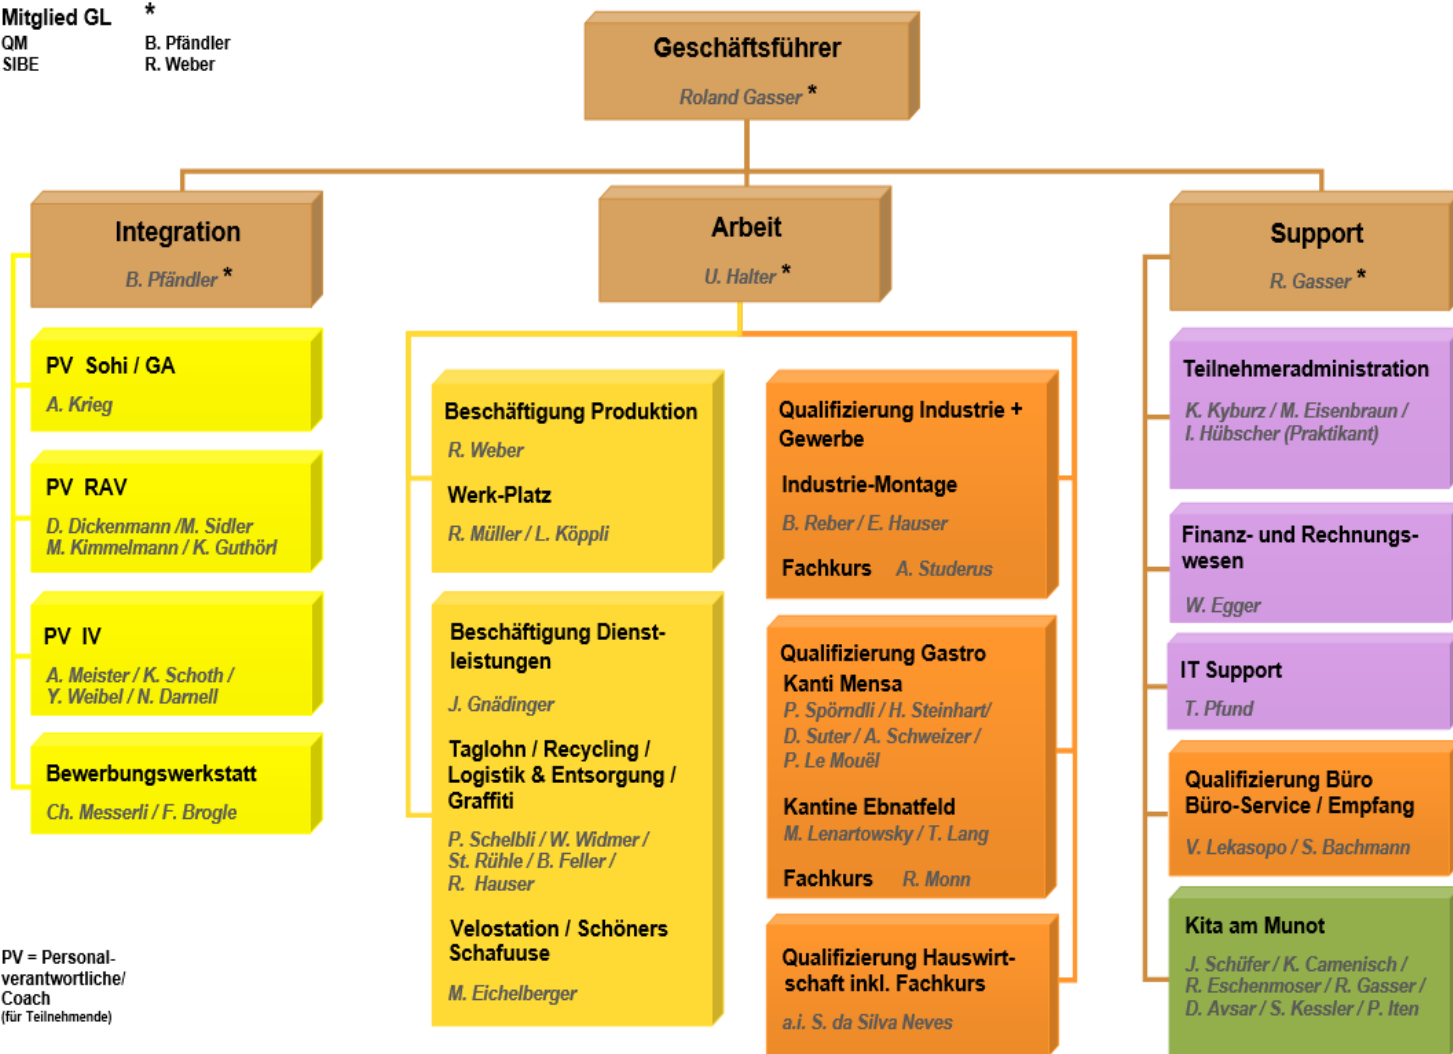 Mitglied GL *
QM B. Pfändler
SIBE R. Weber
Geschäftsführer
Roland Gasser *
Integration
B. Pfändler *
PV Sohi / GA
A. Krieg
PV RAV
D. Dickenmann /M. Sidler
M. Kimmelmann / K. Guthörl
PV IV
A. Meister / K. Schoth /
Y. Weibel / N. Darnell
Bewerbungswerkstatt
Ch. Messerli / F. Brogle
Arbeit
U. Halter *
Beschäftigung Produktion
R. Weber
Werk-Platz
R. Müller / L. Köppli
Beschäftigung Dienst-
leistungen
J. Gnädinger
Taglohn / Recycling /
Logistik & Entsorgung /
Graffiti
P. Schelbli / W. Widmer /
St. Rühle / B. Feller /
R. Hauser
Velostation / Schöners
Schafuuse
M. Eichelberger
Qualifizierung Industrie +
Gewerbe
Industrie-Montage
B. Reber / E. Hauser
Fachkurs A. Studerus
Qualifizierung Gastro
Kanti Mensa
P. Spörndli / H. Steinhart/
D. Suter / A. Schweizer /
P. Le Mouël
Kantine Ebnatfeld
M. Lenartowsky / T. Lang
Fachkurs R. Monn
Qualifizierung Hauswirt-
schaft inkl. Fachkurs
a.i. S. da Silva Neves
Support
R. Gasser *
Teilnehmeradministration
K. Kyburz / M. Eisenbraun /
I. Hübscher (Praktikant)
Finanz- und Rechnungs-
wesen
W. Egger
IT Support
T. Pfund
Qualifizierung Büro
Büro-Service / Empfang
V. Lekasopo / S. Bachmann
Kita am Munot
J. Schüfer / K. Camenisch /
R. Eschenmoser / R. Gasser /
D. Avsar / S. Kessler / P. Iten
PV = Personal-
verantwortliche/
Coach
(für Teilnehmende)